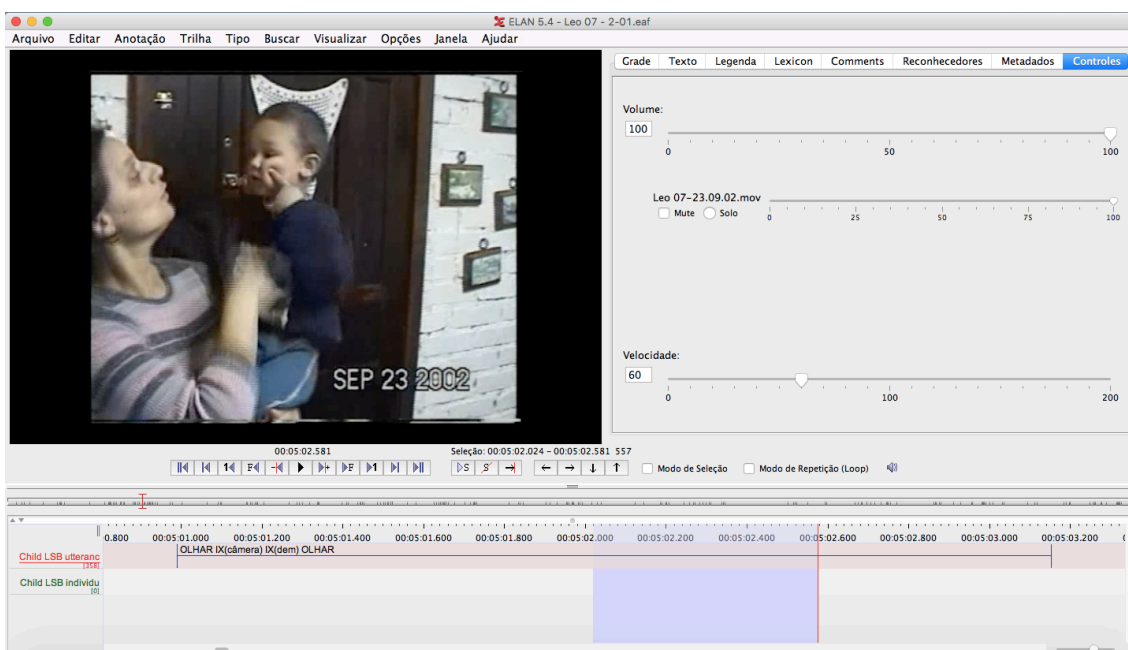 ELAN 5.4 - Leo 07 - 2-01.eaf
Arquivo Editar Anotação Trilha Tipo Buscar Visualizar Opções Janela Ajudar
Grade Texto Legenda Lexicon Comments Reconhecedores Metadados Controles
Volume:
100
0 50 100
Leo 07-23.09.02.mov
Mute Solo
0 25 50 75 100
SEP 23 2002
Velocidade:
60
0 100 200
00:05:02.581
Seleção: 00:05:02.024 - 00:05:02.581 557
1 F F 1 S S
Modo de Seleção Modo de Repetição (Loop)
0.800 00:05:01.000 00:05:01.200 00:05:01.400 00:05:01.600 00:05:01.800 00:05:02.000 00:05:02.200 00:05:02.400 00:05:02.600 00:05:02.800 00:05:03.000 00:05:03.200
OLHAR IX(câmera) IX(dem) OLHAR
Child LSB utteranc
[358]
Child LSB individu
[0]